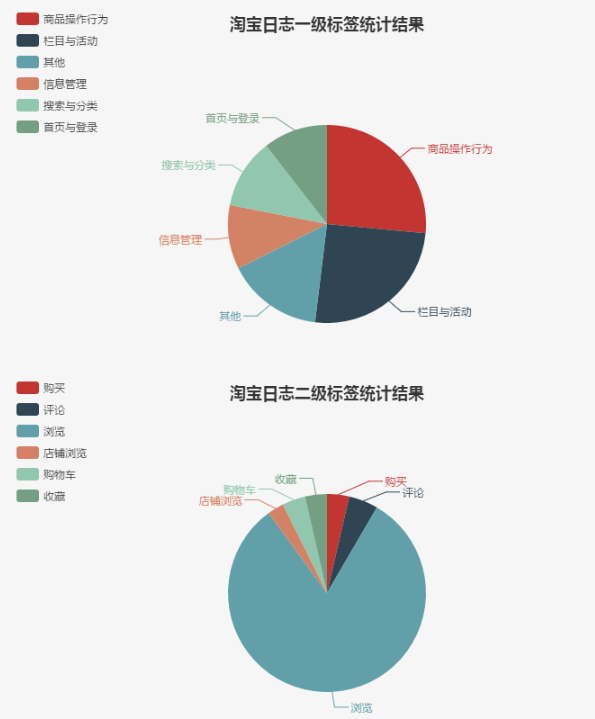 淘宝日志一级标签统计结果
商品操作行为
栏目与活动
其他
信息管理
搜索与分类
首页与登录
首页与登录
商品操作行为
搜索与分类
信息管理
栏目与活动
其他
淘宝日志二级标签统计结果
购买
评论
浏览
店铺浏览
购物车
收藏
收藏
购买
购物车
评论
店铺浏览
浏览